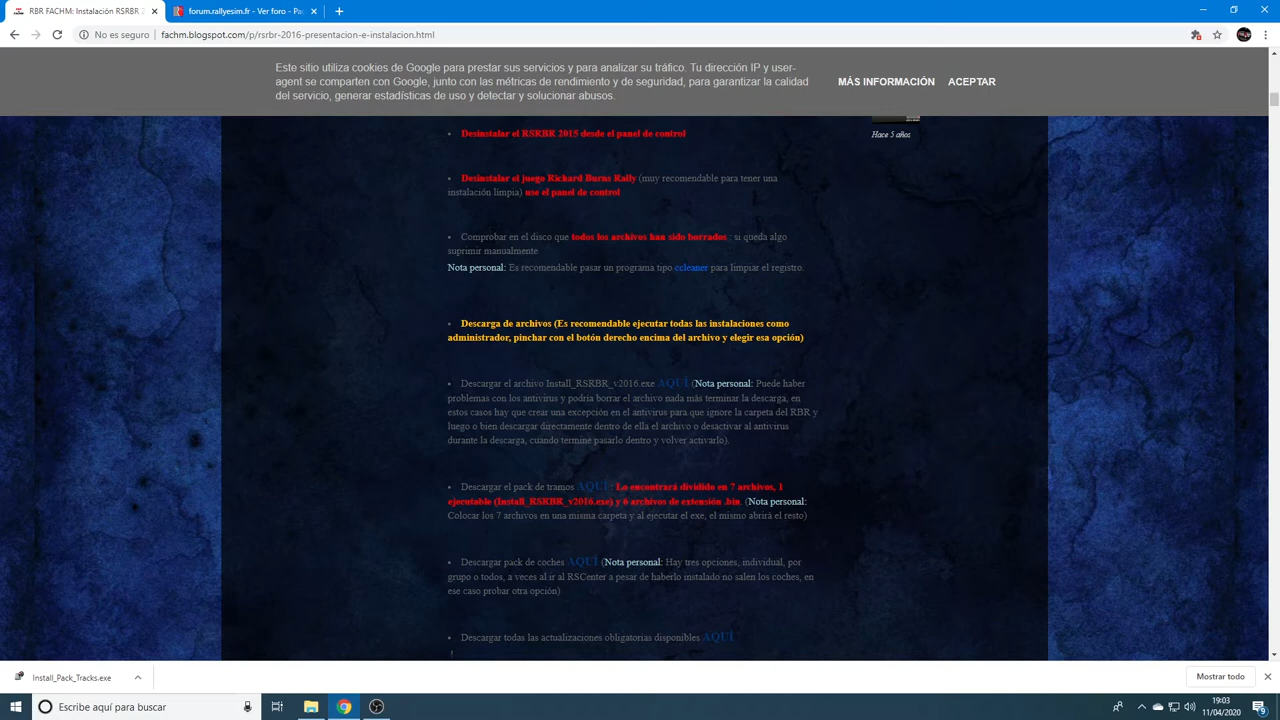 RBR FACHM: Instalación RSRBR 2
forum.rallyesim.fr - Ver foro - Pac
No es seguro
fachm.blogspot.com/p/rsrbr-2016-presentacion-e-instalacion.html
Este sitio utiliza cookies de Google para prestar sus servicios y para analizar su tráfico. Tu dirección IP y user-
agent se comparten con Google, junto con las métricas de rendimiento y de seguridad, para garantizar la calidad
del servicio, generar estadísticas de uso y detectar y solucionar abusos.
MÁS INFORMACIÓN ACEPTAR
Desinstalar el RSRBR 2015 desde el panel de control
Hace 5 años
Desinstalar el juego Richard Burns Rally (muy recomendable para tener una
instalación limpia) use el panel de control
Comprobar en el disco que todos los archivos han sido borrados : si queda algo
suprimir manualmente
Nota personal: Es recomendable pasar un programa tipo ccleaner para limpiar el registro.
Descarga de archivos (Es recomendable ejecutar todas las instalaciones como
administrador, pinchar con el botón derecho encima del archivo y elegir esa opción)
Descargar el archivo Install_RSRBR_v2016.exe AQUÍ (Nota personal: Puede haber
problemas con los antivirus y podría borrar el archivo nada más terminar la descarga, en
estos casos hay que crear una excepción en el antivirus para que ignore la carpeta del RBR y
luego o bien descargar directamente dentro de ella el archivo o desactivar al antivirus
durante la descarga, cuando termine pasarlo dentro y volver activarlo).
Descargar el pack de tramos AQUÍ : Lo encontrará dividido en 7 archivos, 1
ejecutable (Install_RSRBR_v2016.exe) y 6 archivos de extensión .bin. (Nota personal:
Colocar los 7 archivos en una misma carpeta y al ejecutar el exe, el mismo abrirá el resto)
Descargar pack de coches AQUÍ (Nota personal: Hay tres opciones, individual, por
grupo o todos, a veces al ir al RSCenter a pesar de haberlo instalado no salen los coches, en
ese caso probar otra opción)
Descargar todas las actualizaciones obligatorias disponibles AQUÍ
!
Install_Pack_Tracks.exe
Mostrar todo
Escribe aquí para buscar
19:03
11/04/2020
9